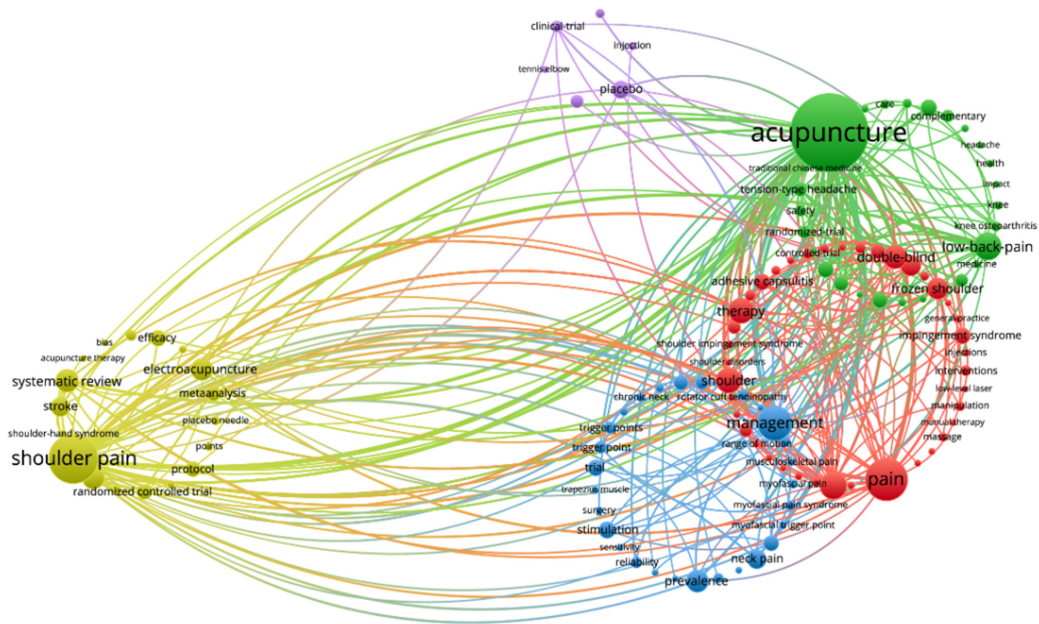 clinical-trial
injection
tennis elbow
placebo
care
complementary
acupuncture
headache
traditional chinese medicine
health
impact
tension-type headache
knee
safety
knee osteoarthritis
randomized-trial
low-back-pain
controlled-trial
double-blind
medicine
adhesive capsulitis
frozen shoulder
therapy
general-practice
impingement syndrome
shoulder impingement syndrome
injections
shoulder disorders
interventions
shoulder
low-level laser
chronic neck
rotator cuff tendinopathy
manipulation
management
manual therapy
trigger points
massage
range of motion
trigger point
musculoskeletal pain
trial
pain
myofascial pain
trapezius muscle
myofascial pain syndrome
surgery
myofascial trigger point
stimulation
sensitivity
neck pain
reliability
prevalence
bias
efficacy
acupuncture therapy
electroacupuncture
systematic review
metaanalysis
stroke
placebo needle
shoulder-hand syndrome
points
shoulder pain
protocol
randomized controlled trial